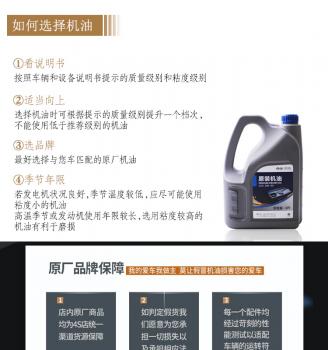 如何选择机油
①看说明书
按照车辆和设备说明书提示的质量级别和粘度级别
②适当向上
选择机油时可根据提示的质量级别提升一个档次,
不能使用低于推荐级别的机油
③选品牌
最好选择与您车匹配的原厂机油
④季节年限
若发电机状况良好,季节温度较低,应尽可能使用
粘度小的机油
高温季节或发动机使用年限较长,选用粘度较高的
机油有利于磨损
原装机油
原厂品牌保障
我的爱车我做主 莫让假冒机油损害您的爱车
1
店内原厂商品
均为4S店统一
渠道货源保障
2
如判定假货我
们愿意为您承
担一切损失以
及承担相应法
3
每一个配件均
经过苛刻的性
能测试以适配
车辆的运转符